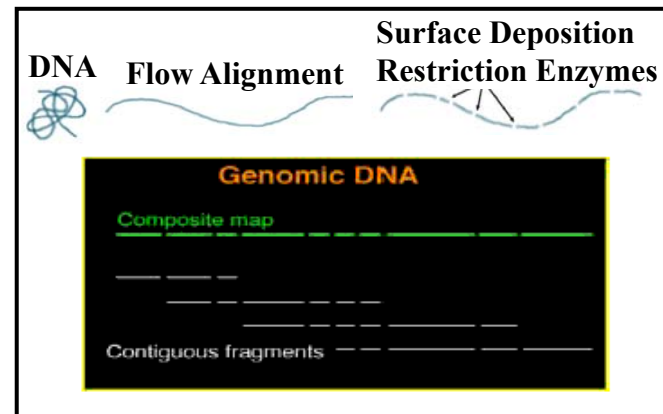 DNA
Flow Alignment
Surface Deposition
Restriction Enzymes
Genomic DNA
Composite map
Contiguous fragments